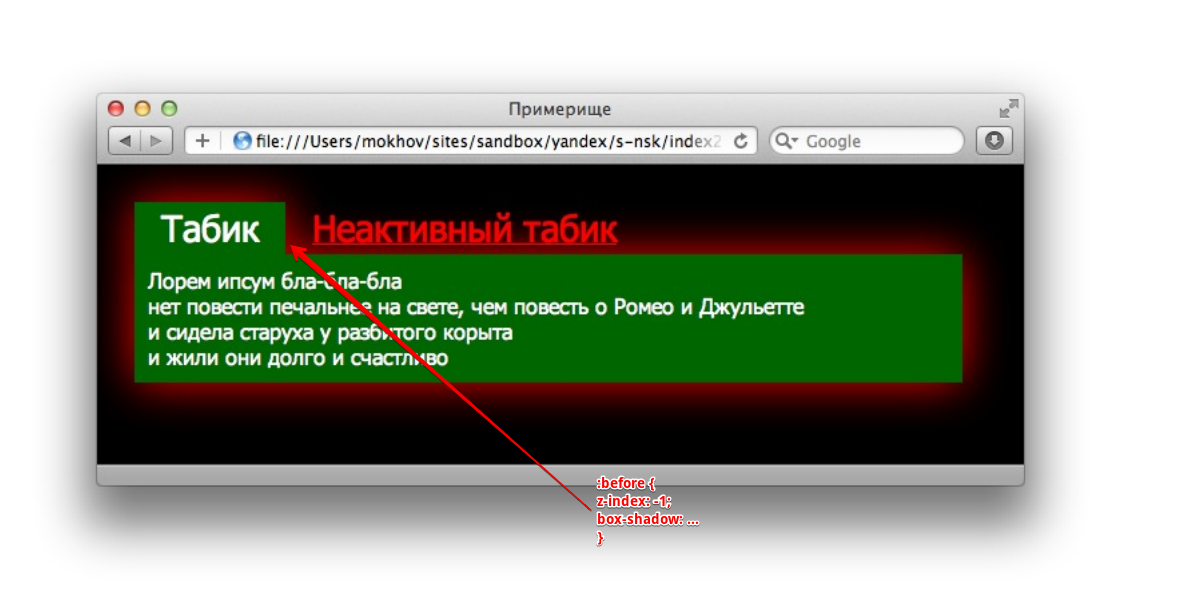 Примерище
file:///Users/mokhov/sites/sandbox/yandex/s-nsk/index2
Google
Табик
Неактивный табик
Лорем ипсум бла-бла-бла
нет повести печальнее на свете, чем повесть о Ромео и Джульетте
и сидела старуха у разбитого корыта
и жили они долго и счастливо
:before {
z-index: -1;
box-shadow: ...
}